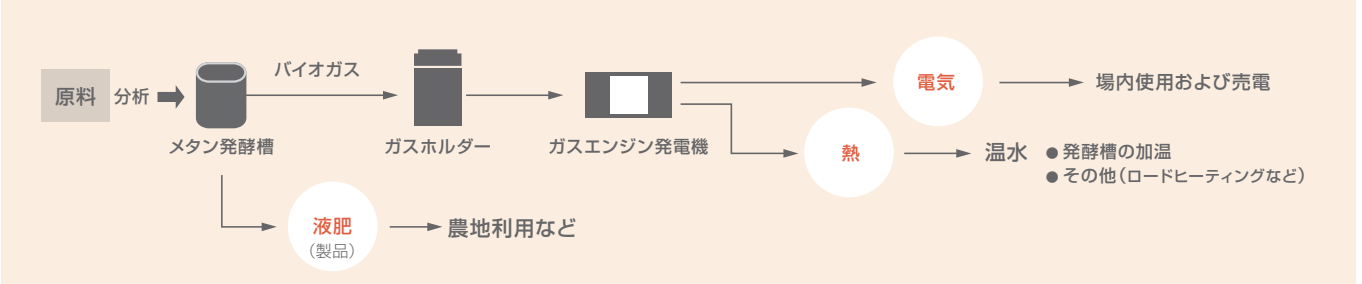 原料
分析
メタン発酵槽
バイオガス
ガスホルダー
ガスエンジン発電機
電気
場内使用および売電
熱
温水
●発酵槽の加温
●その他(ロードヒーティングなど)
液肥
(製品)
農地利用など